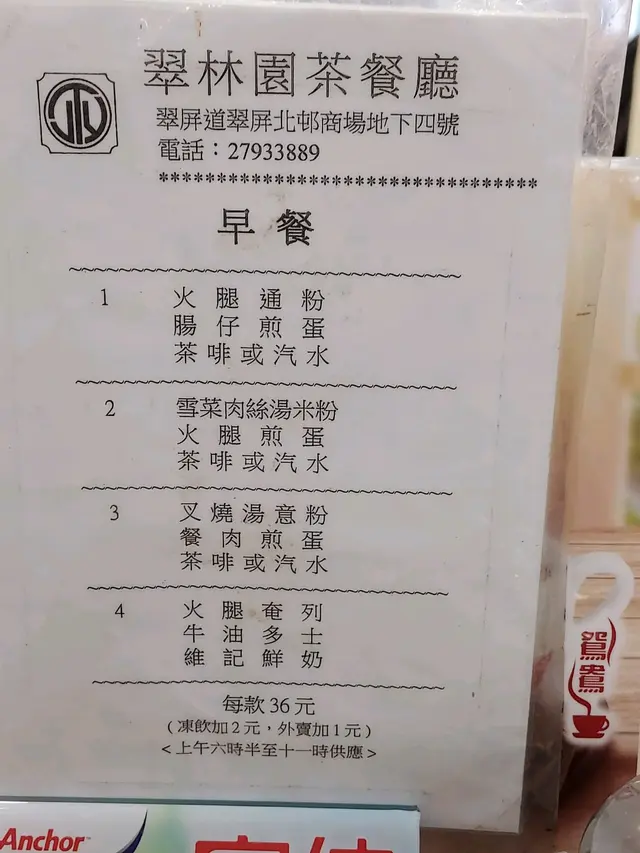 翠林園茶餐廳
翠屏道翠屏北邨商場地下四號
電話：27933889
************************************
早餐
1 火腿通粉
腸仔煎蛋
茶啡或汽水
2 雪菜肉絲湯米粉
火腿煎蛋
茶啡或汽水
3 叉燒湯意粉
餐肉煎蛋
茶啡或汽水
4 火腿奄列
牛油多士
維記鮮奶
每款36元
(凍飲加2元，外賣加1元)
<上午六時半至十一時供應>
鴛鴦
Anchor™